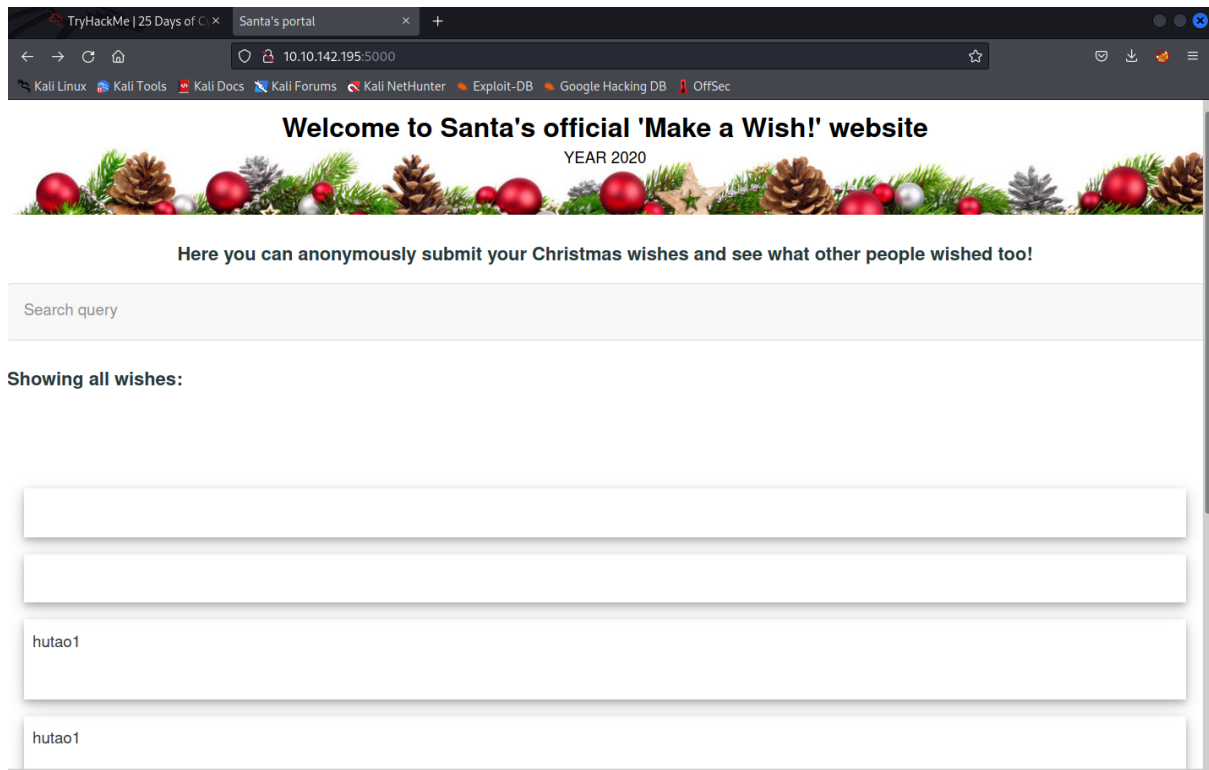 TryHackMe | 25 Days of Cy
Santa's portal
10.10.142.195:5000
Kali Linux Kali Tools Kali Docs Kali Forums Kali NetHunter Exploit-DB Google Hacking DB OffSec
Welcome to Santa's official 'Make a Wish!' website
YEAR 2020
Here you can anonymously submit your Christmas wishes and see what other people wished too!
Search query
Showing all wishes:
hutao1
hutao1